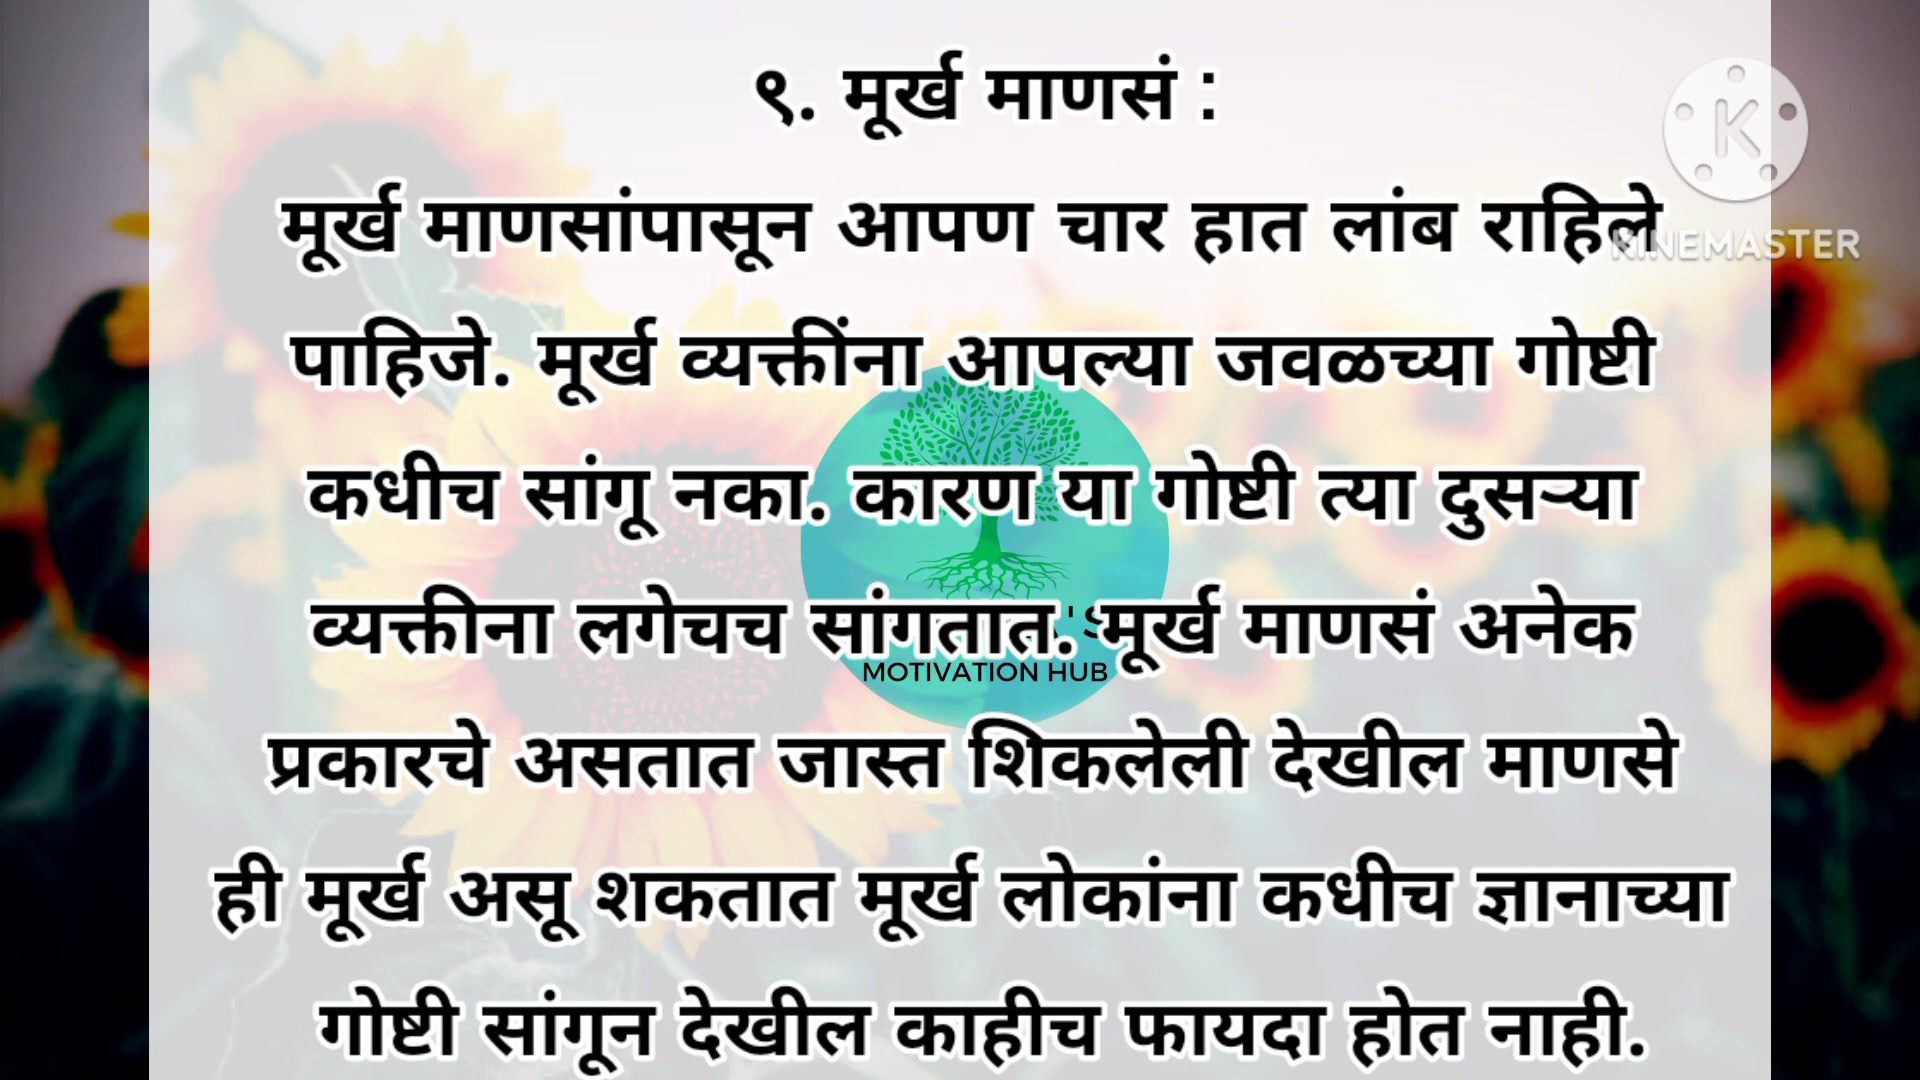 ९. मूर्ख माणसं :
मूर्ख माणसांपासून आपण चार हात लांब राहिले
पाहिजे. मूर्ख व्यक्तींना आपल्या जवळच्या गोष्टी
कधीच सांगू नका. कारण या गोष्टी त्या दुसऱ्या
व्यक्तीना लगेचच सांगतात. मूर्ख माणसं अनेक
प्रकारचे असतात जास्त शिकलेली देखील माणसे
ही मूर्ख असू शकतात मूर्ख लोकांना कधीच ज्ञानाच्या
गोष्टी सांगून देखील काहीच फायदा होत नाही.
K
KINEMASTER
MOTIVATION HUB